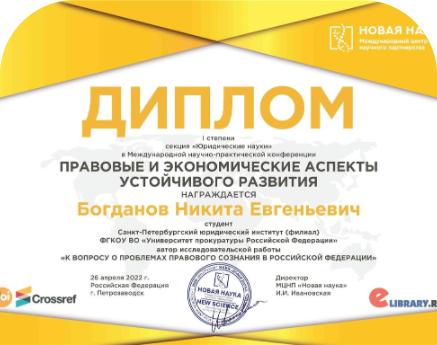 НОВАЯ НАУ
Международный центр
научного партнерства
ДИПЛОМ
I степени
секция «Юридические науки»
в Международной научно-практической конференции
ПРАВОВЫЕ И ЭКОНОМИЧЕСКИЕ АСПЕКТЫ
УСТОЙЧИВОГО РАЗВИТИЯ
НАГРАЖДАЕТСЯ
Богданов Никита Евгеньевич
студент
Санкт-Петербургский юридический институт (филиал)
ФГКОУ ВО «Университет прокуратуры Российской Федерации»
автор исследовательской работы
«К ВОПРОСУ О ПРОБЛЕМАХ ПРАВОВОГО СОЗНАНИЯ В РОССИЙСКОЙ ФЕДЕРАЦИИ»
26 апреля 2022 г.
Российская Федерация
г. Петрозаводск
Директор
МЦНП «Новая наука»
И.И. Ивановская
oi
Crossref
НОВАЯ НАУКА
NEW SCIENCE
eLIBRARY.R